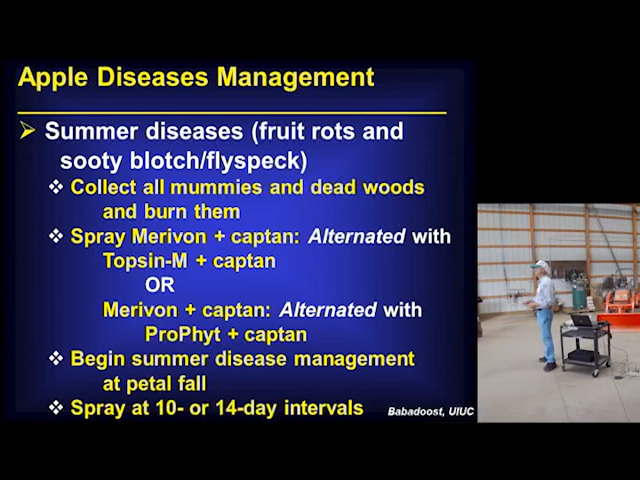 Apple Diseases Management
➢ Summer diseases (fruit rots and
sooty blotch/flyspeck)
❖ Collect all mummies and dead woods
and burn them
❖ Spray Merivon + captan: Alternated with
Topsin-M + captan
OR
Merivon + captan: Alternated with
ProPhyt + captan
❖ Begin summer disease management
at petal fall
❖ Spray at 10- or 14-day intervals
Babadoost, UIUC